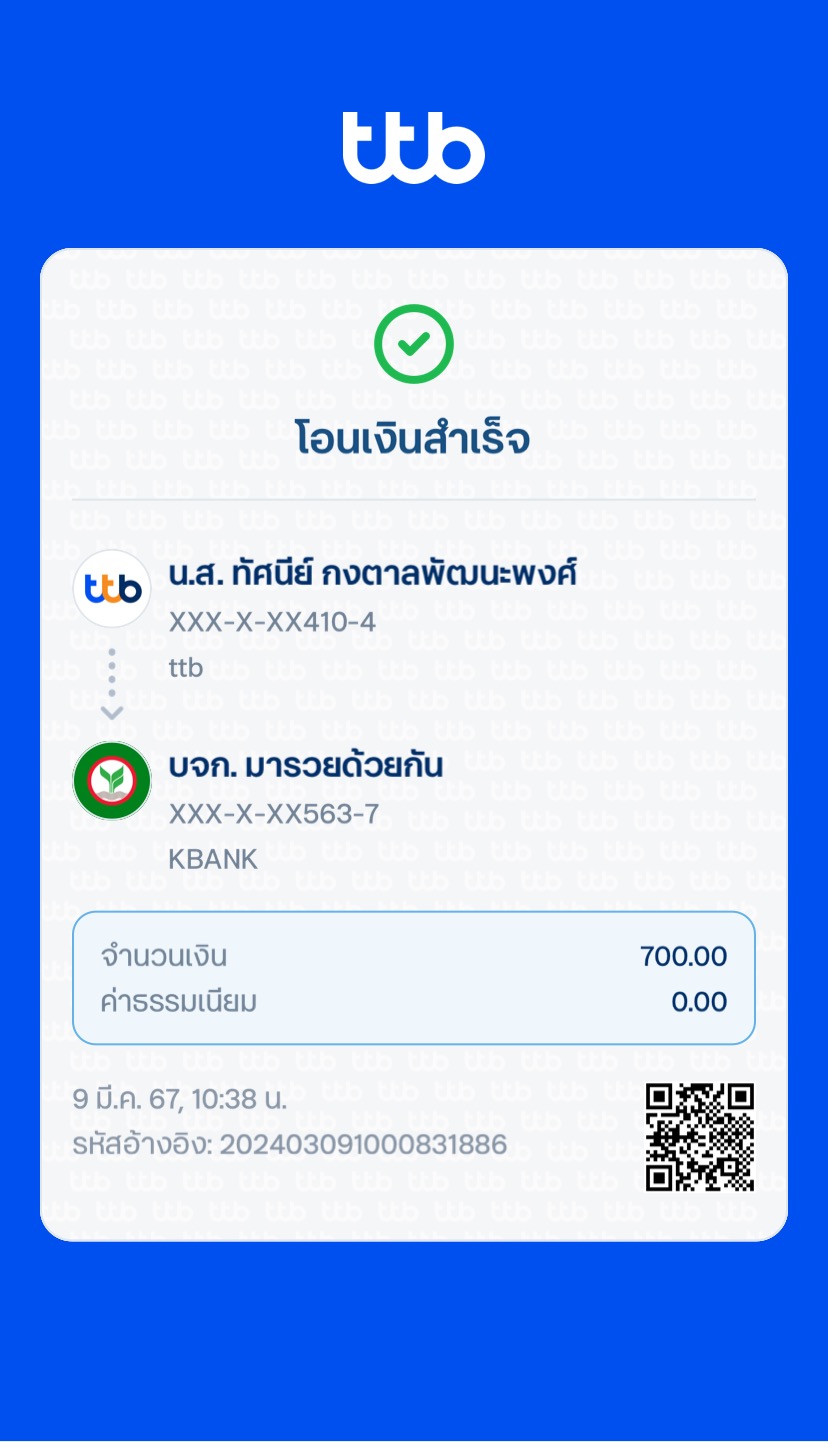 ttb
โอนเงินสำเร็จ
ttb
น.ส. ทัศนีย์ กงตาลพัฒนะพงศ์
XXX-X-XX410-4
ttb
บจก. มารวยด้วยกัน
XXX-X-XX563-7
KBANK
จำนวนเงิน 700.00
ค่าธรรมเนียม 0.00
9 มี.ค. 67, 10:38 น.
รหัสอ้างอิง: 202403091000831886